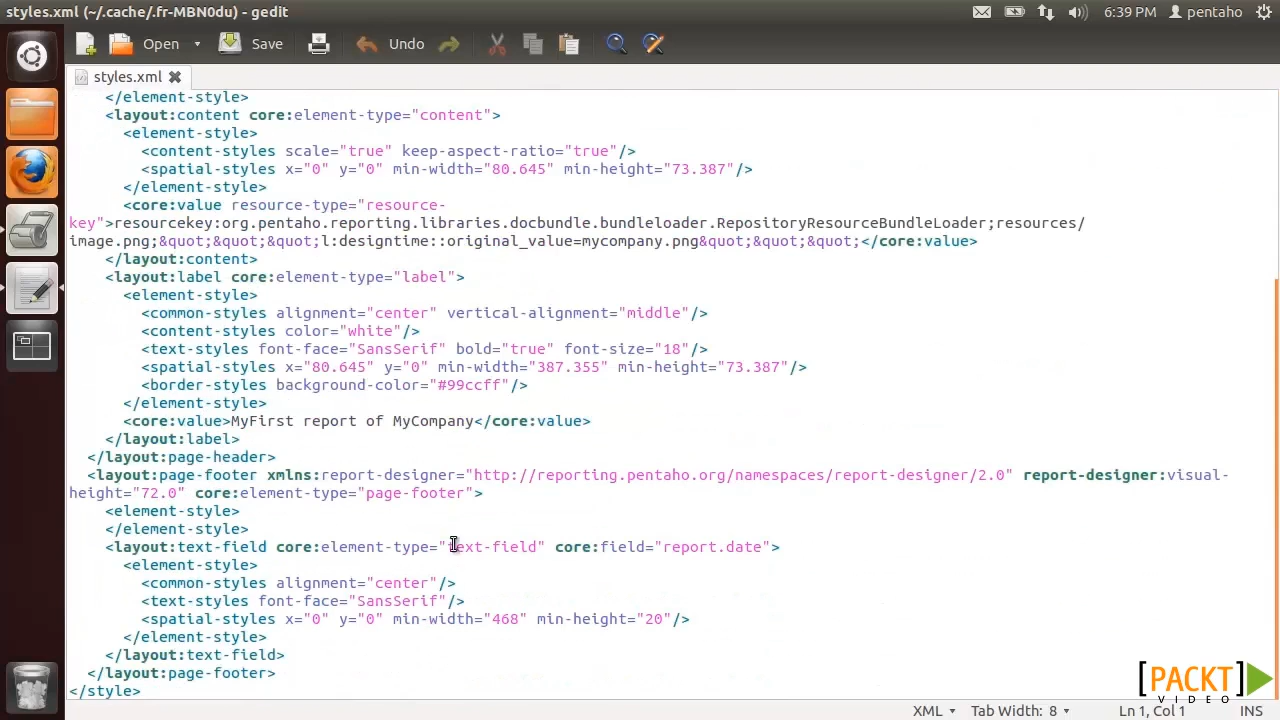 styles.xml (~/.cache/.fr-MBN0du) - gedit
6:39 PM
pentaho
Open
Save
Undo
styles.xml
</element-style>
<layout:content core:element-type="content">
<element-style>
<content-styles scale="true" keep-aspect-ratio="true"/>
<spatial-styles x="0" y="0" min-width="80.645" min-height="73.387"/>
</element-style>
<core:value resource-type="resource-
key">resourcekey:org.pentaho.reporting.libraries.docbundle.bundleloader.RepositoryResourceBundleLoader;resources/
image.png;&quot;&quot;&quot;l:designtime::original_value=mycompany.png&quot;&quot;&quot;</core:value>
</layout:content>
<layout:label core:element-type="label">
<element-style>
<common-styles alignment="center" vertical-alignment="middle"/>
<content-styles color="white"/>
<text-styles font-face="SansSerif" bold="true" font-size="18"/>
<spatial-styles x="80.645" y="0" min-width="387.355" min-height="73.387"/>
<border-styles background-color="#99ccff"/>
</element-style>
<core:value>MyFirst report of MyCompany</core:value>
</layout:label>
</layout:page-header>
<layout:page-footer xmlns:report-designer="http://reporting.pentaho.org/namespaces/report-designer/2.0" report-designer:visual-
height="72.0" core:element-type="page-footer">
<element-style>
</element-style>
<layout:text-field core:element-type="text-field" core:field="report.date">
<element-style>
<common-styles alignment="center"/>
<text-styles font-face="SansSerif"/>
<spatial-styles x="0" y="0" min-width="468" min-height="20"/>
</element-style>
</layout:text-field>
</layout:page-footer>
</style>
[PACKT]
VIDEO
XML
Tab Width: 8
Ln 1, Col 1
INS